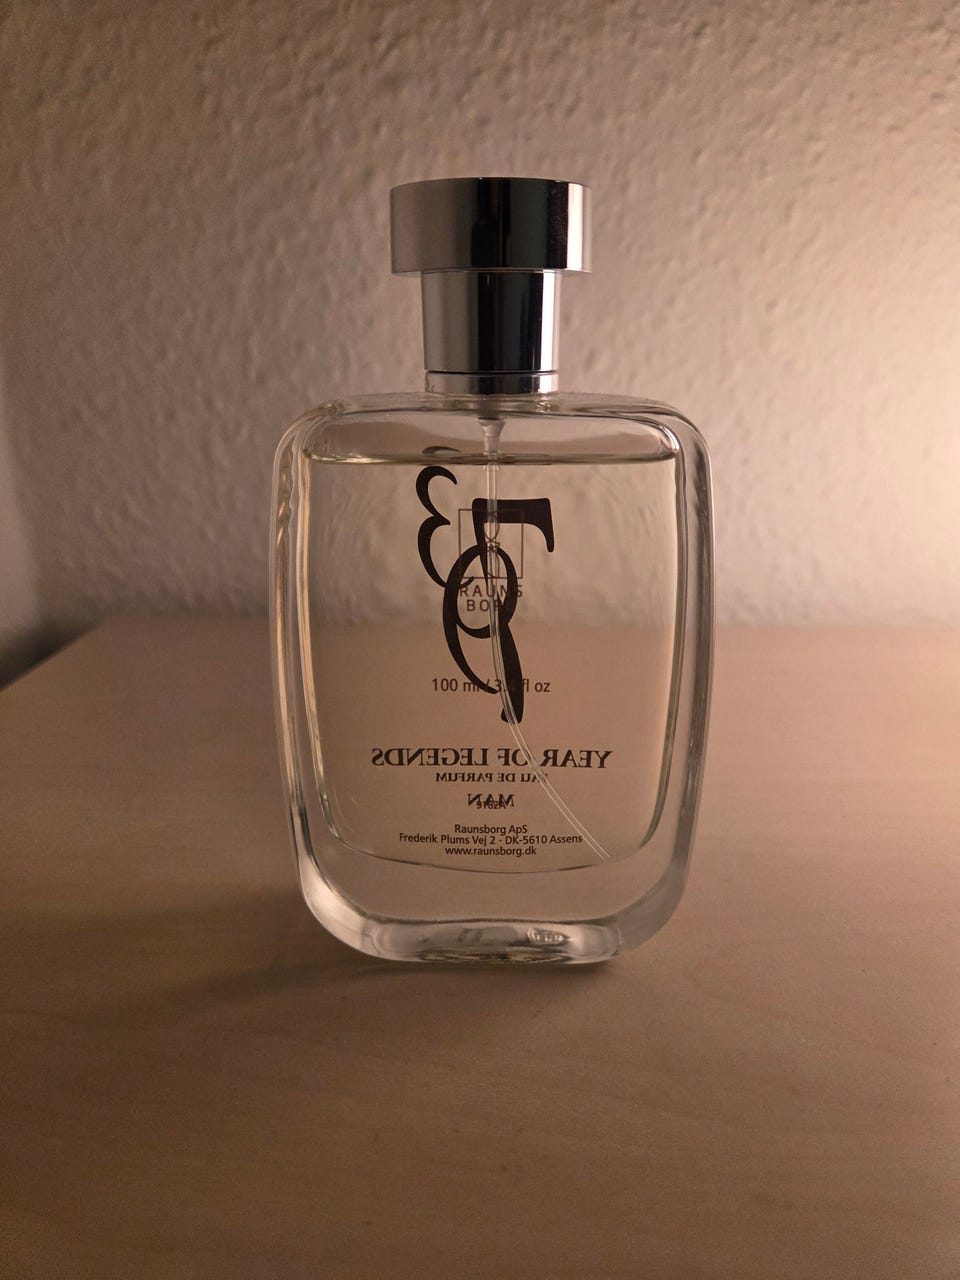 RAUNS
BORG
100 ml / 3.4 fl oz
YEAR OF LEGENDS
EAU DE PARFUM
MAN
9182A
Raunsborg ApS
Frederik Plums Vej 2 · DK-5610 Assens
www.raunsborg.dk